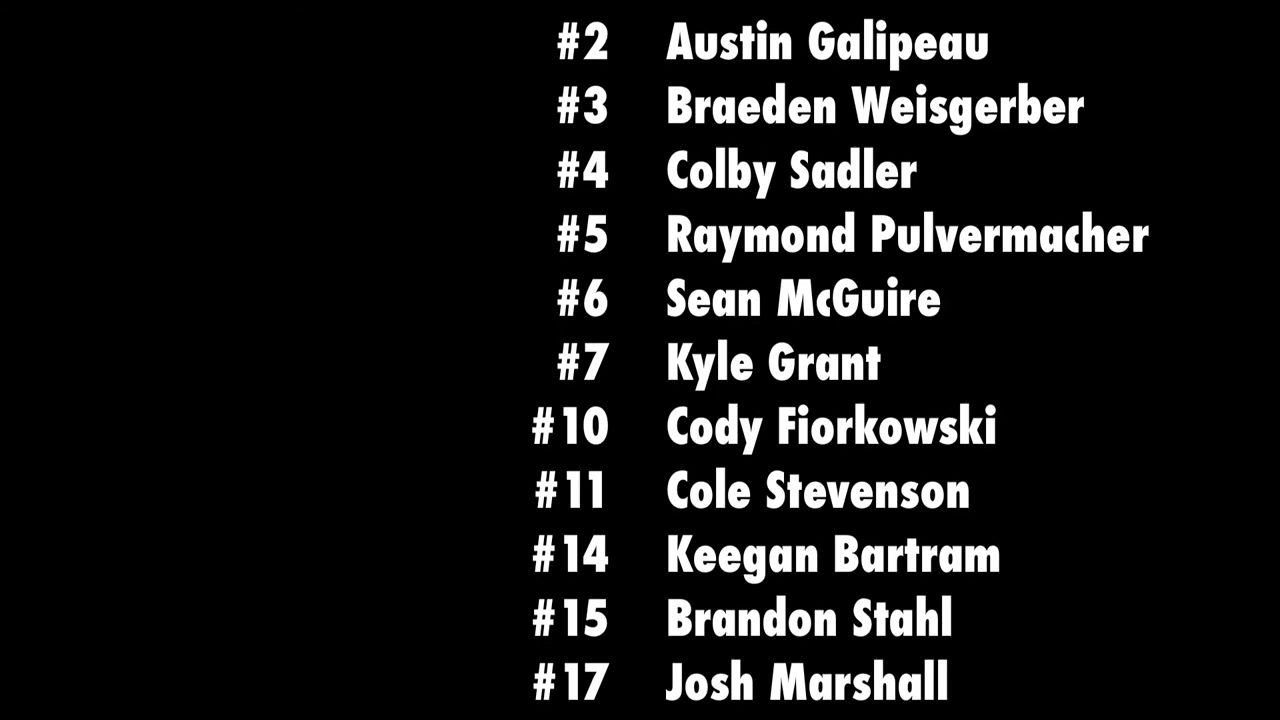 #2 Austin Galipeau
#3 Braeden Weisgerber
#4 Colby Sadler
#5 Raymond Pulvermacher
#6 Sean McGuire
#7 Kyle Grant
#10 Cody Fiorkowski
#11 Cole Stevenson
#14 Keegan Bartram
#15 Brandon Stahl
#17 Josh Marshall